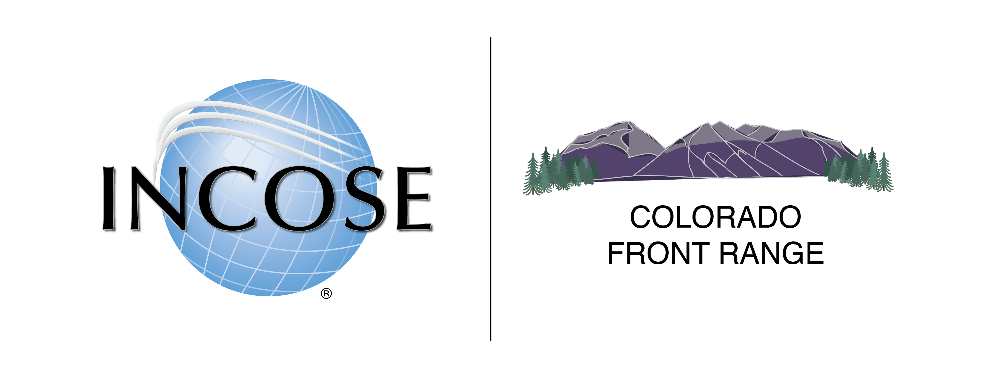 INCOSE
®
COLORADO
FRONT RANGE